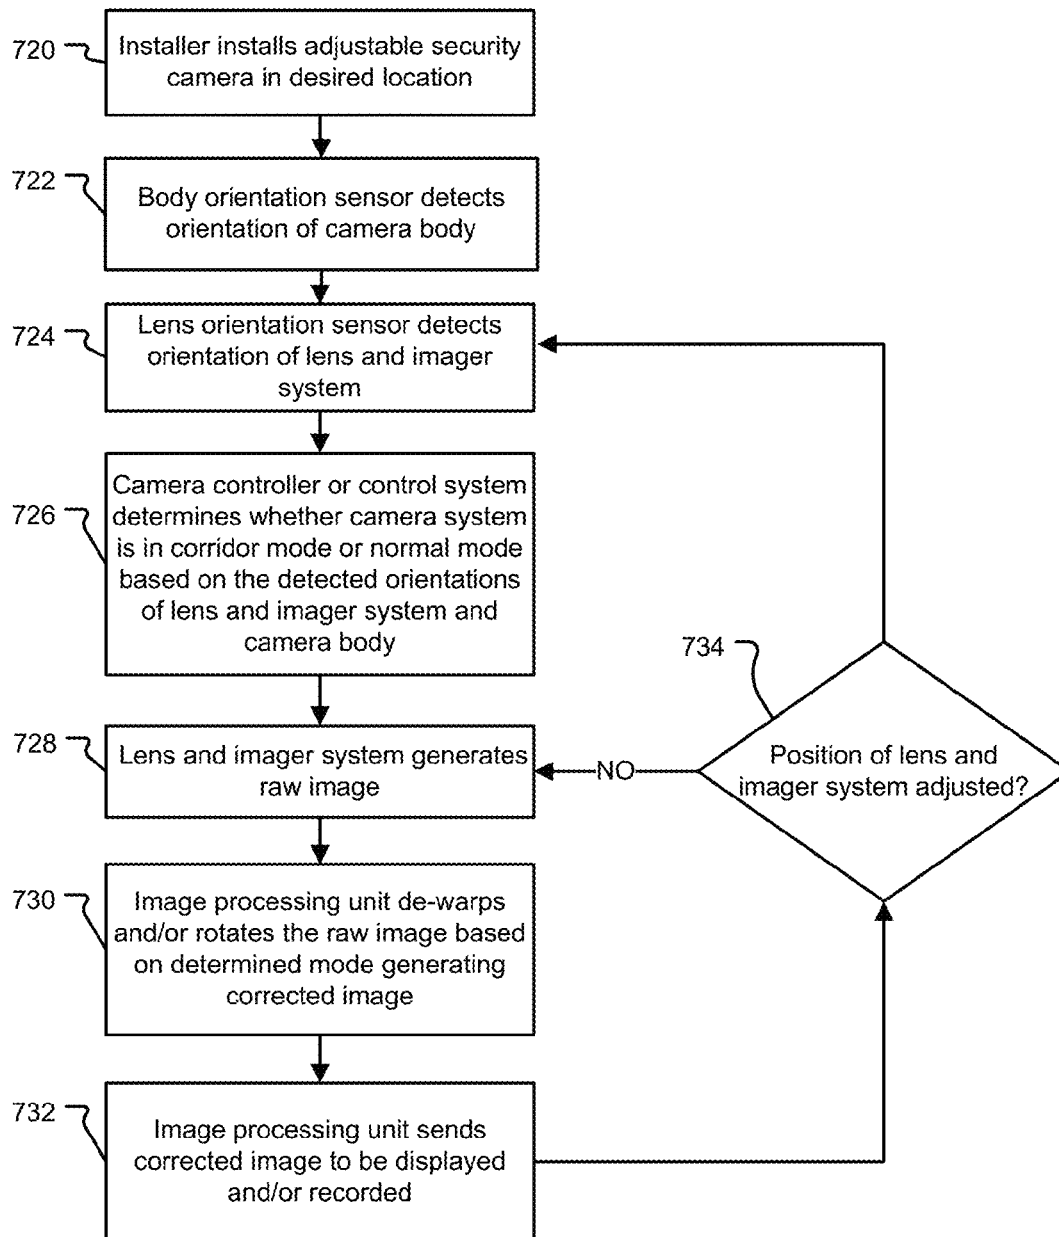 720
Installer installs adjustable security
camera in desired location
722
Body orientation sensor detects
orientation of camera body
724
Lens orientation sensor detects
orientation of lens and imager
system
726
Camera controller or control system
determines whether camera system
is in corridor mode or normal mode
based on the detected orientations
of lens and imager system and
camera body
734
728
Lens and imager system generates
raw image
NO
Position of lens and
imager system adjusted?
730
Image processing unit de-warps
and/or rotates the raw image based
on determined mode generating
corrected image
732
Image processing unit sends
corrected image to be displayed
and/or recorded